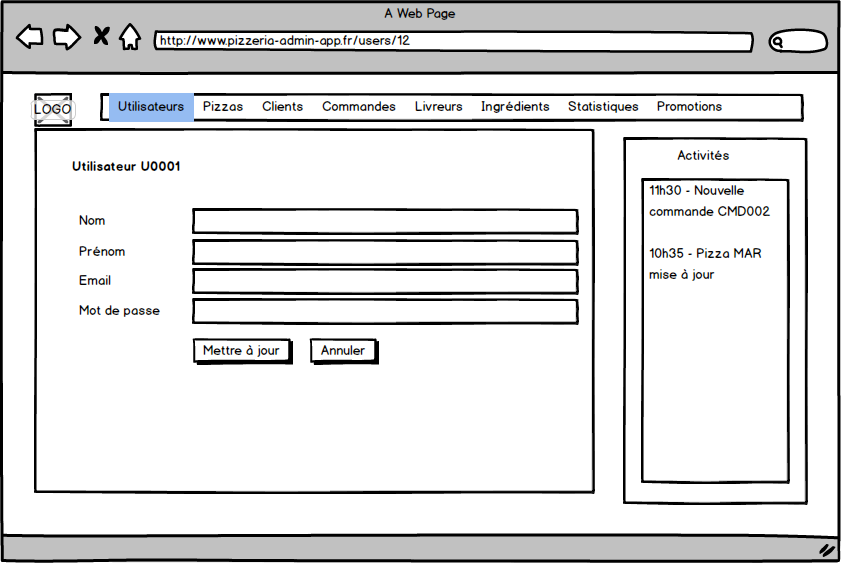 A Web Page
http://www.pizzeria-admin-app.fr/users/12
LOGO
Utilisateurs Pizzas Clients Commandes Livreurs Ingrédients Statistiques Promotions
Utilisateur U0001
Nom
Prénom
Email
Mot de passe
Mettre à jour Annuler
Activités
11h30 - Nouvelle
commande CMD002
10h35 - Pizza MAR
mise à jour